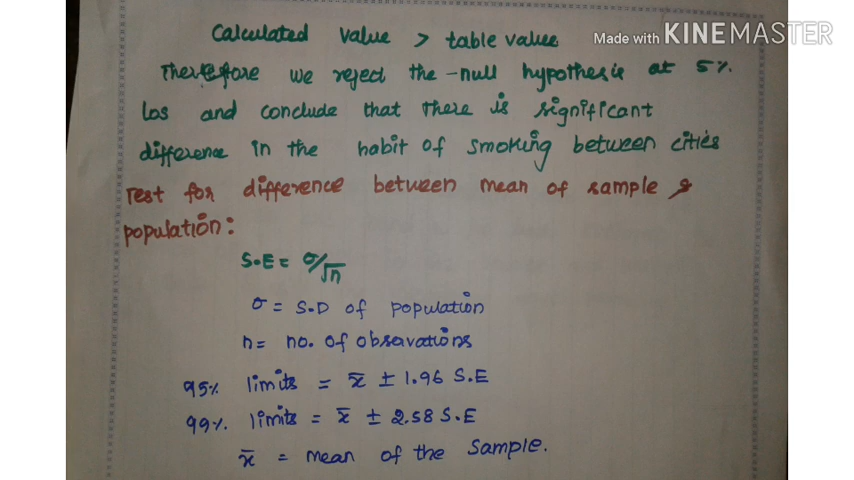 Calculated value > table value
Made with KINEMASTER
Therefore we reject the null hypothesis at 5%
los and conclude that there is significant
difference in the habit of smoking between cities
Test for difference between mean of sample &
population:
S.E = σ/√n
σ = S.D of population
n = no. of obsavations
95% limits = x̄ ± 1.96 S.E
99% limits = x̄ ± 2.58 S.E
x̄ = mean of the sample.